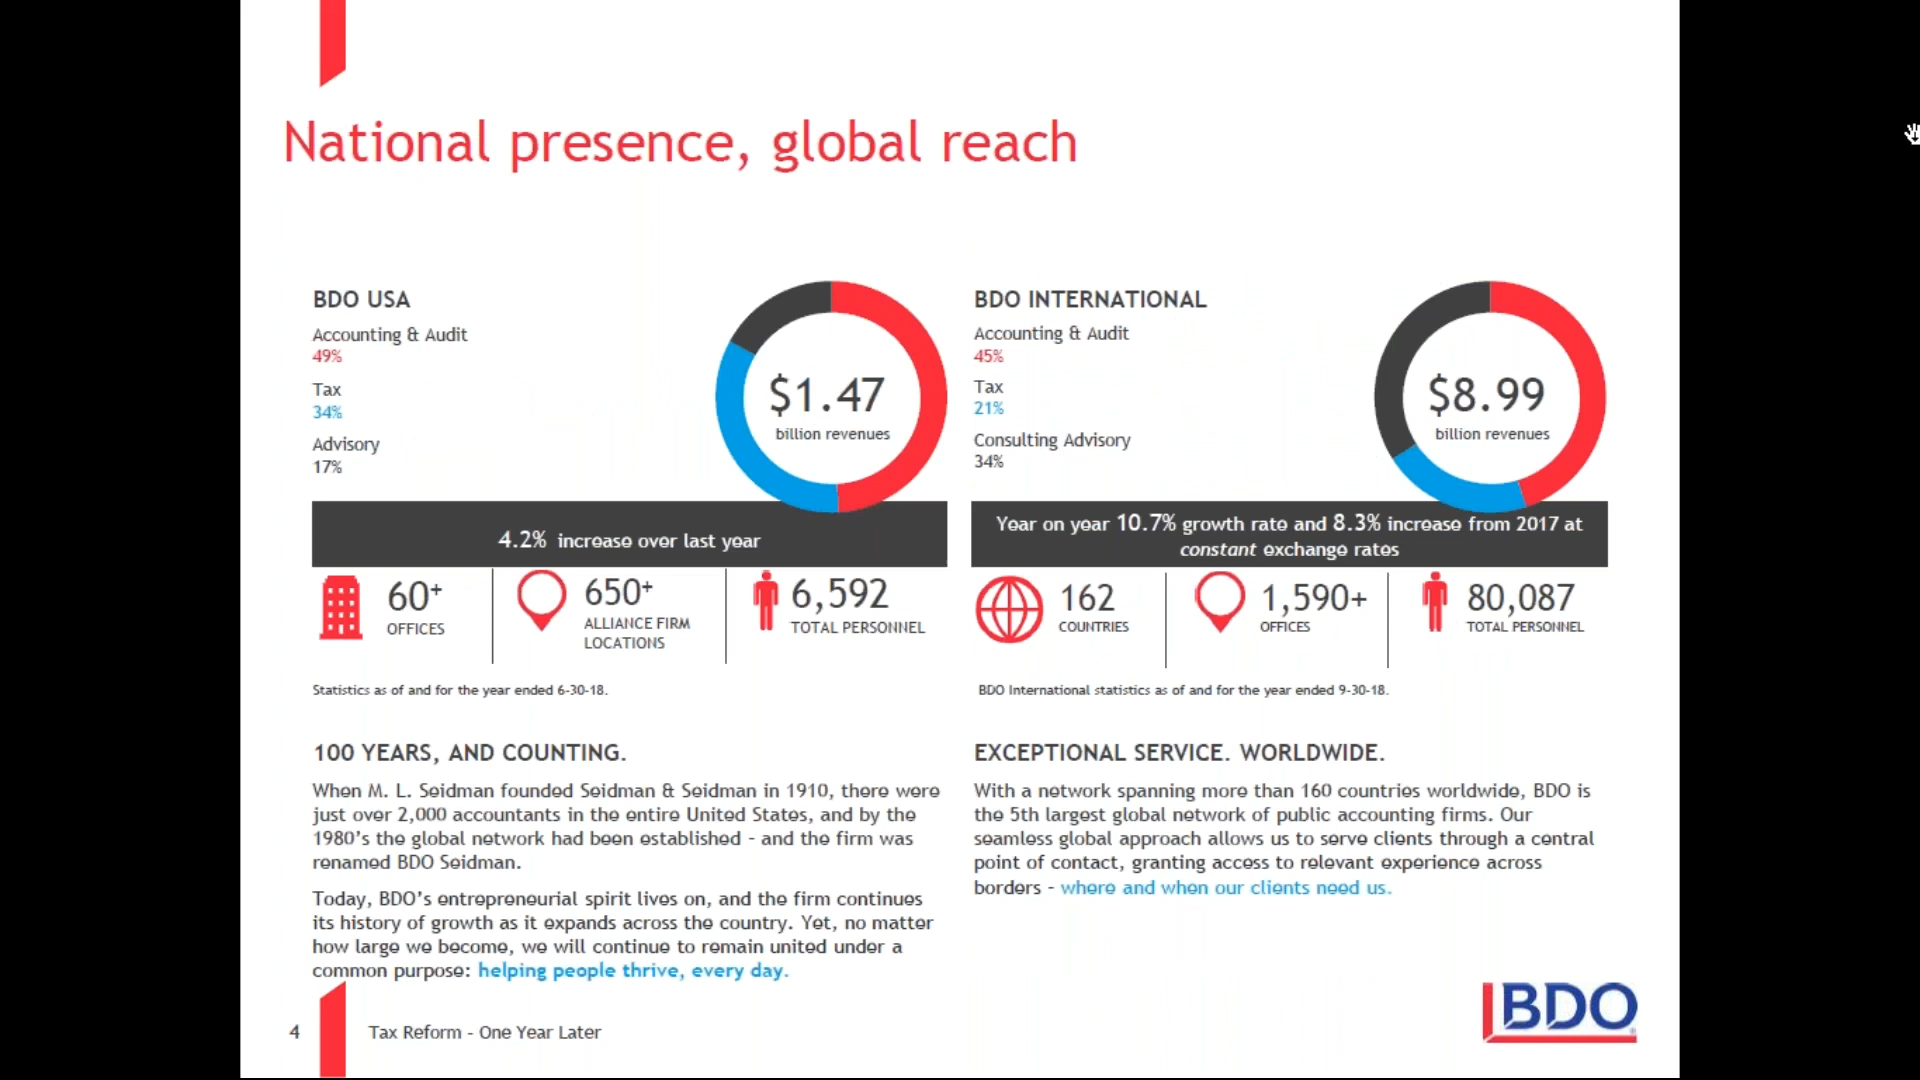 National presence, global reach
BDO USA
Accounting & Audit
49%
Tax
34%
Advisory
17%
$1.47
billion revenues
4.2% increase over last year
60+
OFFICES
650+
ALLIANCE FIRM
LOCATIONS
6,592
TOTAL PERSONNEL
Statistics as of and for the year ended 6-30-18.
BDO INTERNATIONAL
Accounting & Audit
45%
Tax
21%
Consulting Advisory
34%
$8.99
billion revenues
Year on year 10.7% growth rate and 8.3% increase from 2017 at
constant exchange rates
162
COUNTRIES
1,590+
OFFICES
80,087
TOTAL PERSONNEL
BDO International statistics as of and for the year ended 9-30-18.
100 YEARS, AND COUNTING.
When M. L. Seidman founded Seidman & Seidman in 1910, there were
just over 2,000 accountants in the entire United States, and by the
1980's the global network had been established - and the firm was
renamed BDO Seidman.
Today, BDO's entrepreneurial spirit lives on, and the firm continues
its history of growth as it expands across the country. Yet, no matter
how large we become, we will continue to remain united under a
common purpose: helping people thrive, every day.
EXCEPTIONAL SERVICE. WORLDWIDE.
With a network spanning more than 160 countries worldwide, BDO is
the 5th largest global network of public accounting firms. Our
seamless global approach allows us to serve clients through a central
point of contact, granting access to relevant experience across
borders - where and when our clients need us.
4
Tax Reform - One Year Later
BDO